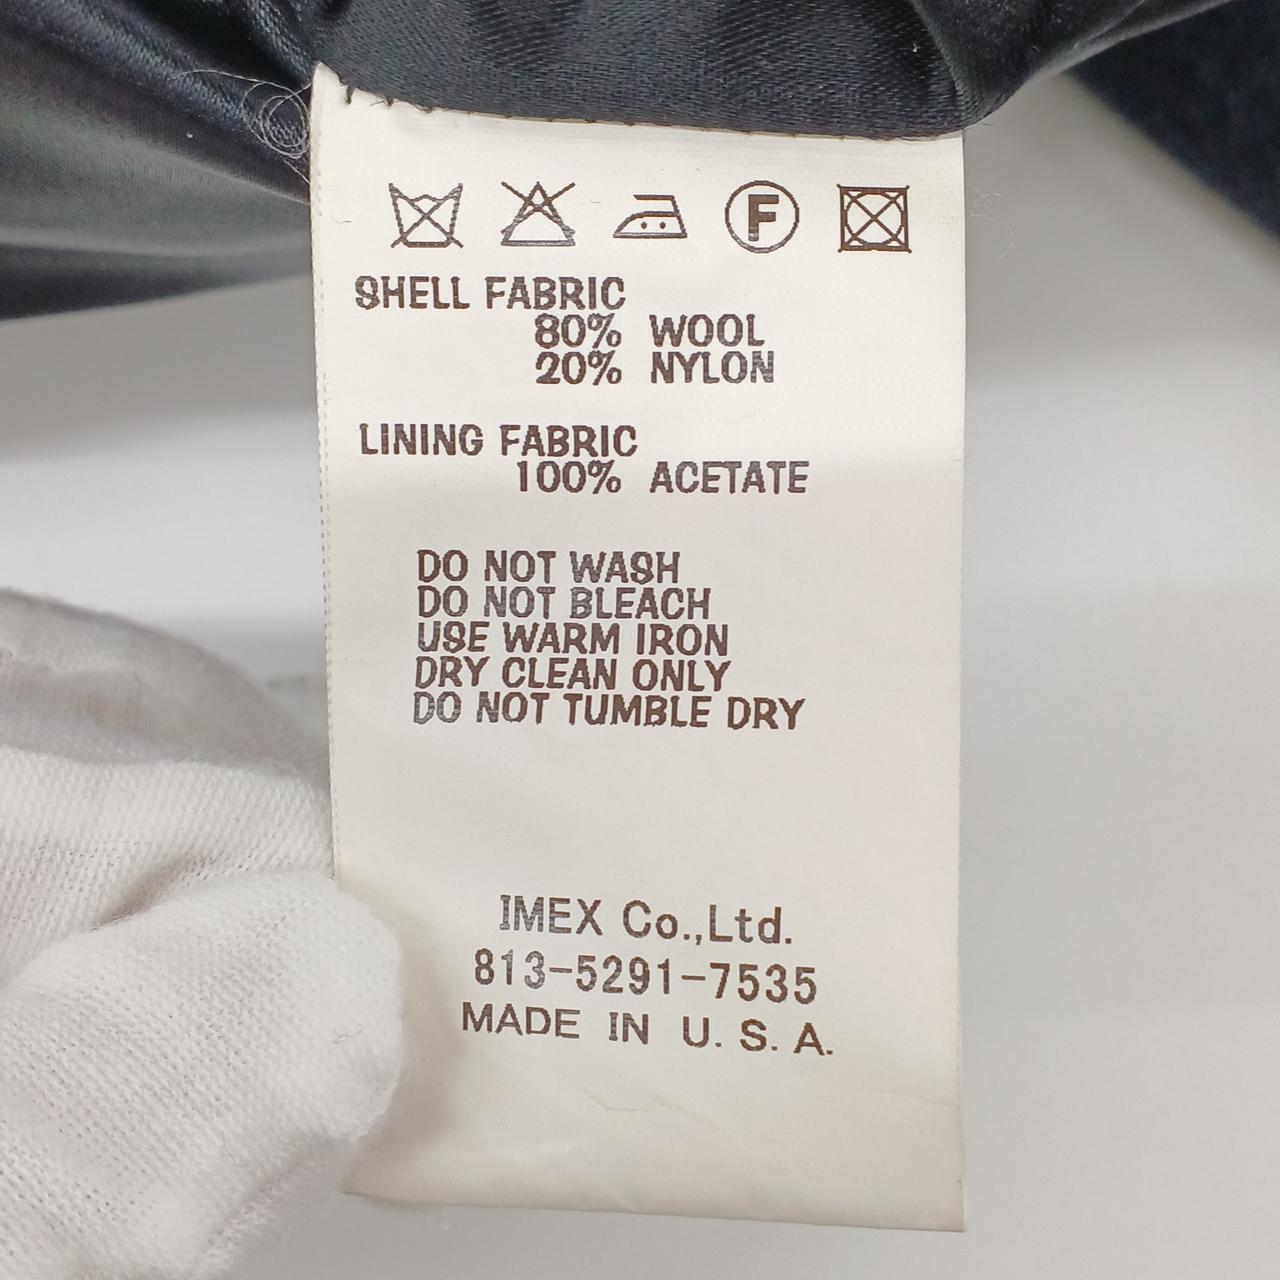 F
SHELL FABRIC
80% WOOL
20% NYLON
LINING FABRIC
100% ACETATE
DO NOT WASH
DO NOT BLEACH
USE WARM IRON
DRY CLEAN ONLY
DO NOT TUMBLE DRY
IMEX Co.,Ltd.
813-5291-7535
MADE IN U. S. A.